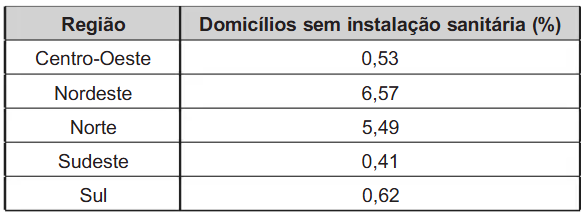 Região Domicílios sem instalação sanitária (%)
Centro-Oeste 0,53
Nordeste 6,57
Norte 5,49
Sudeste 0,41
Sul 0,62